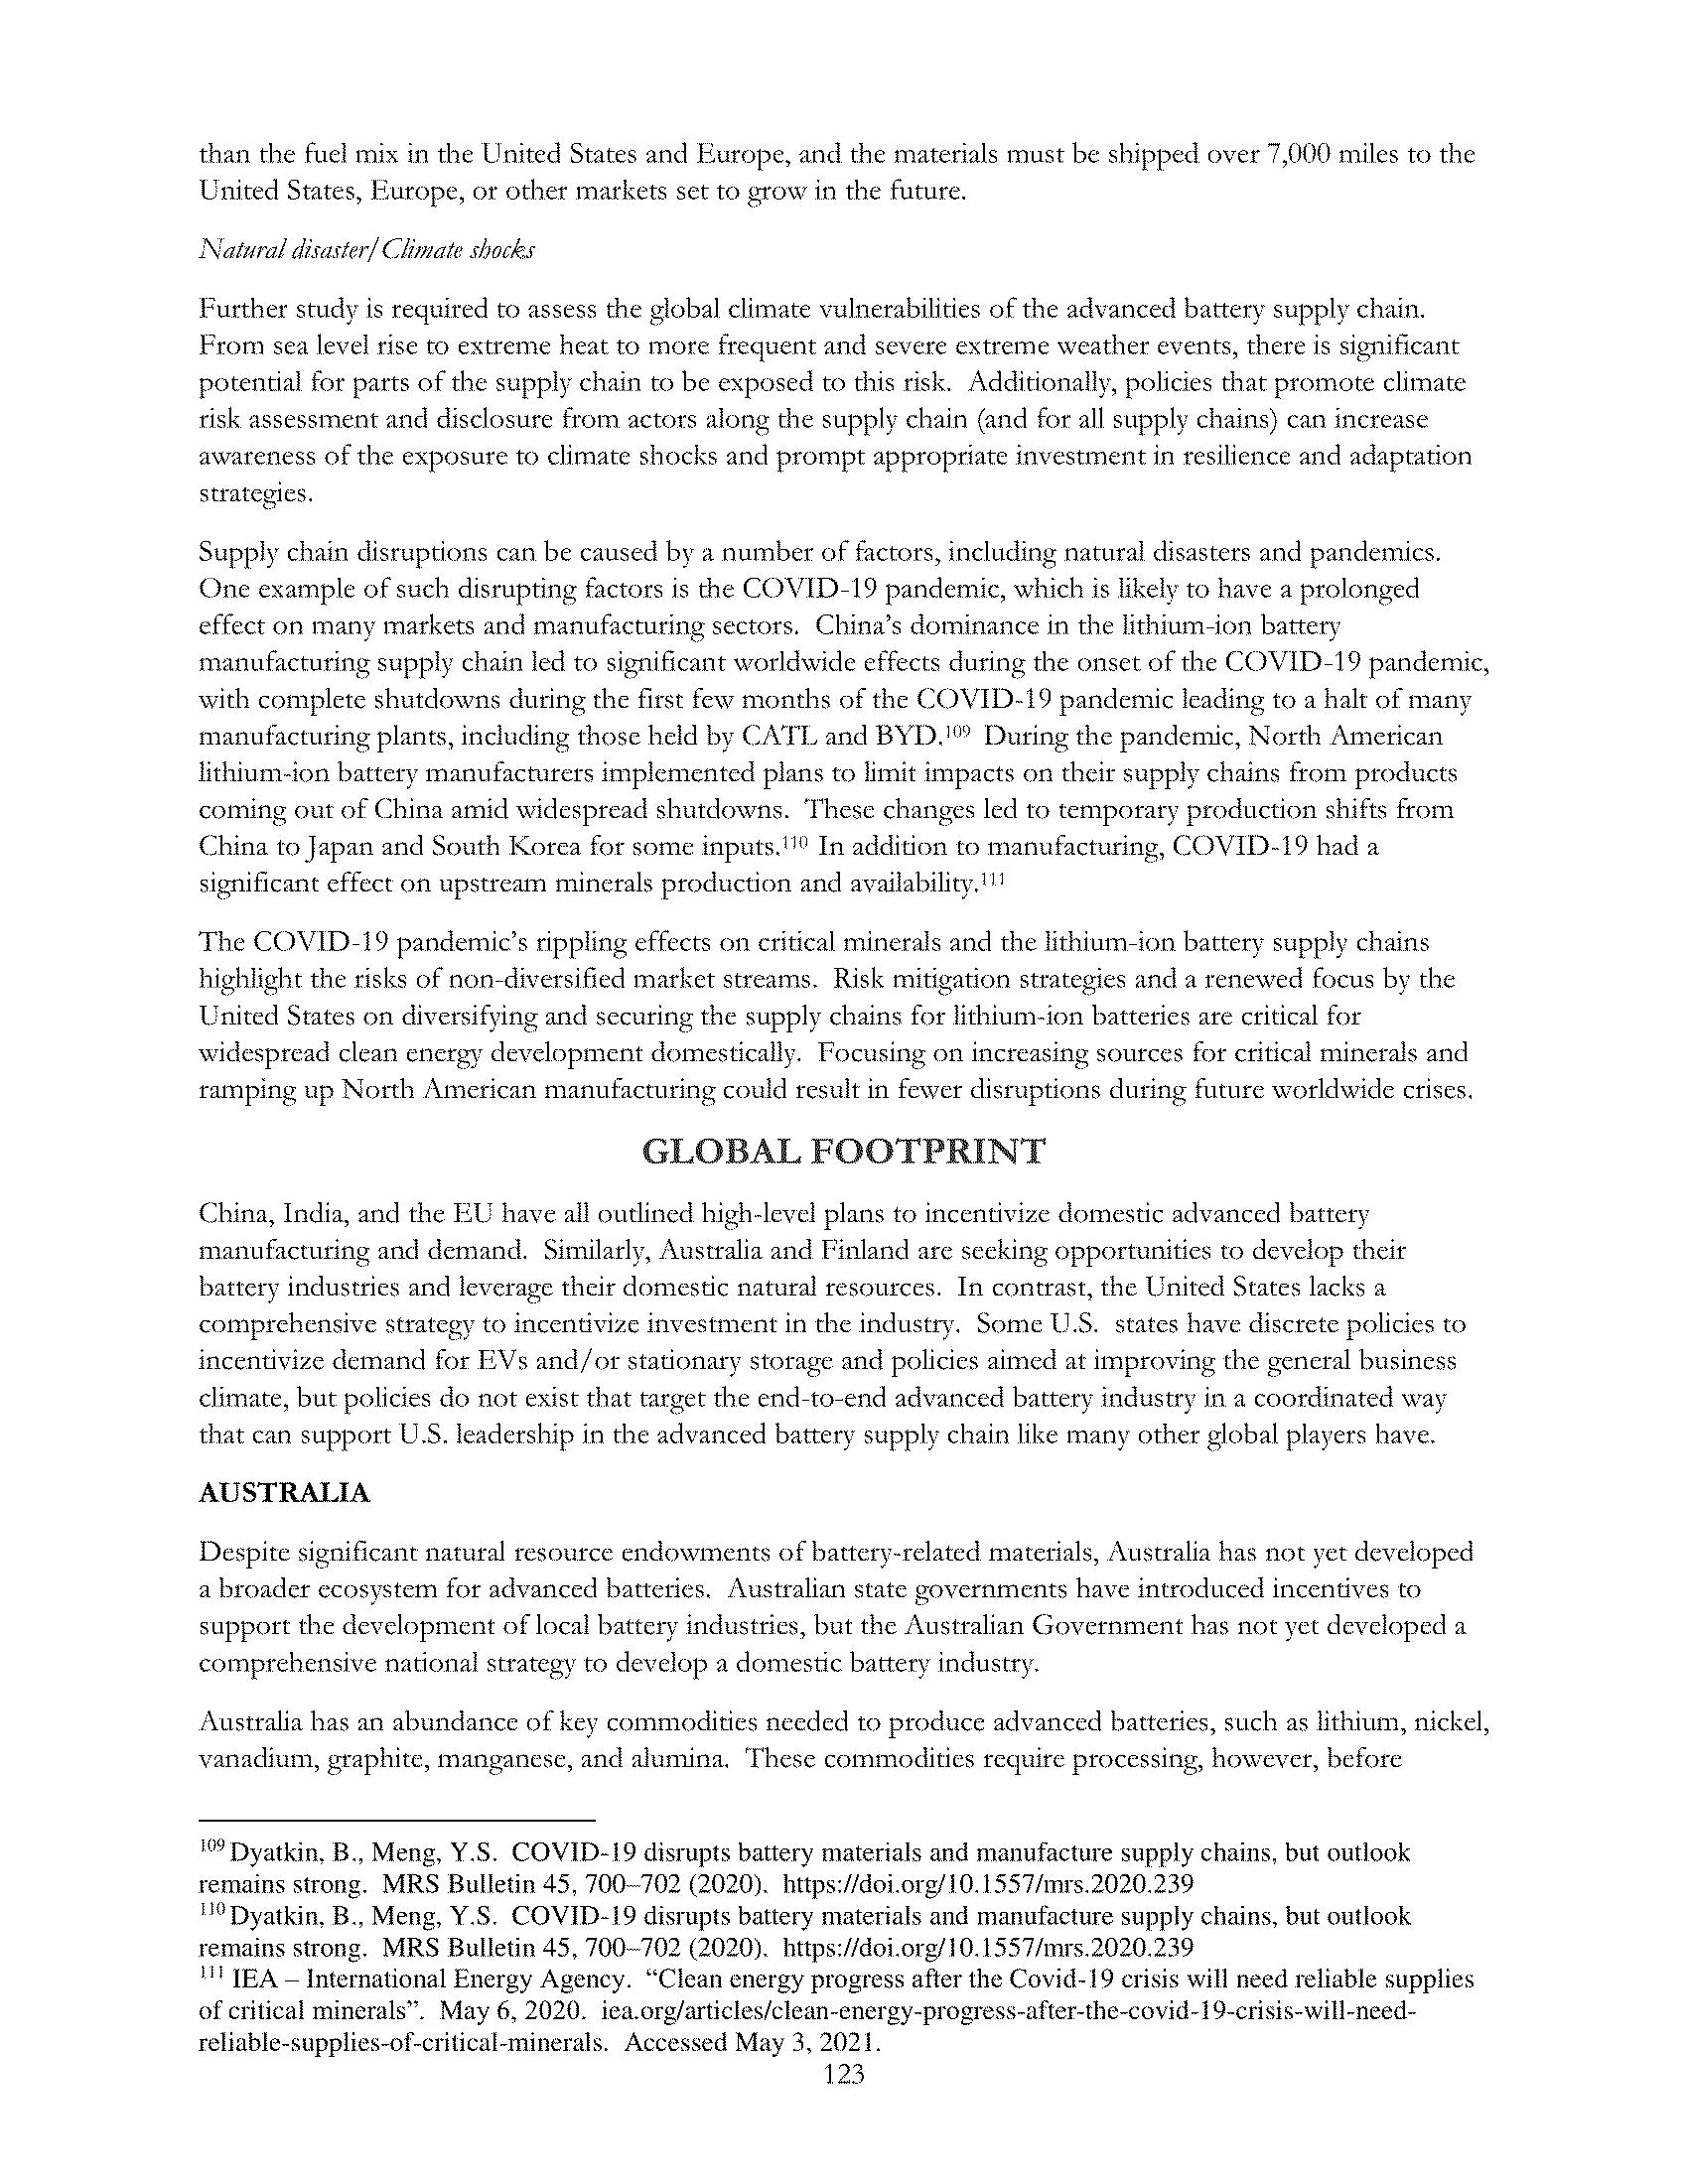 than the fuel mix in the United States and Europe, and the materials must be shipped over 7,000 miles to the
United States, Europe, or other markets set to grow in the future.
Natural disaster/Climate shocks
Further study is required to assess the global climate vulnerabilities of the advanced battery supply chain.
From sea level rise to extreme heat to more frequent and severe extreme weather events, there is significant
potential for parts of the supply chain to be exposed to this risk.  Additionally, policies that promote climate
risk assessment and disclosure from actors along the supply chain (and for all supply chains) can increase
awareness of the exposure to climate shocks and prompt appropriate investment in resilience and adaptation
strategies.
Supply chain disruptions can be caused by a number of factors, including natural disasters and pandemics.
One example of such disrupting factors is the COVID-19 pandemic, which is likely to have a prolonged
effect on many markets and manufacturing sectors.  China's dominance in the lithium-ion battery
manufacturing supply chain led to significant worldwide effects during the onset of the COVID-19 pandemic,
with complete shutdowns during the first few months of the COVID-19 pandemic leading to a halt of many
manufacturing plants, including those held by CATL and BYD.¹⁰⁹  During the pandemic, North American
lithium-ion battery manufacturers implemented plans to limit impacts on their supply chains from products
coming out of China amid widespread shutdowns.  These changes led to temporary production shifts from
China to Japan and South Korea for some inputs.¹¹⁰ In addition to manufacturing, COVID-19 had a
significant effect on upstream minerals production and availability.¹¹¹
The COVID-19 pandemic's rippling effects on critical minerals and the lithium-ion battery supply chains
highlight the risks of non-diversified market streams.  Risk mitigation strategies and a renewed focus by the
United States on diversifying and securing the supply chains for lithium-ion batteries are critical for
widespread clean energy development domestically.  Focusing on increasing sources for critical minerals and
ramping up North American manufacturing could result in fewer disruptions during future worldwide crises.
GLOBAL FOOTPRINT
China, India, and the EU have all outlined high-level plans to incentivize domestic advanced battery
manufacturing and demand.  Similarly, Australia and Finland are seeking opportunities to develop their
battery industries and leverage their domestic natural resources.  In contrast, the United States lacks a
comprehensive strategy to incentivize investment in the industry.  Some U.S.  states have discrete policies to
incentivize demand for EVs and/or stationary storage and policies aimed at improving the general business
climate, but policies do not exist that target the end-to-end advanced battery industry in a coordinated way
that can support U.S. leadership in the advanced battery supply chain like many other global players have.
AUSTRALIA
Despite significant natural resource endowments of battery-related materials, Australia has not yet developed
a broader ecosystem for advanced batteries.  Australian state governments have introduced incentives to
support the development of local battery industries, but the Australian Government has not yet developed a
comprehensive national strategy to develop a domestic battery industry.
Australia has an abundance of key commodities needed to produce advanced batteries, such as lithium, nickel,
vanadium, graphite, manganese, and alumina.  These commodities require processing, however, before
¹⁰⁹ Dyatkin, B., Meng, Y.S.  COVID-19 disrupts battery materials and manufacture supply chains, but outlook
remains strong.  MRS Bulletin 45, 700–702 (2020).  https://doi.org/10.1557/mrs.2020.239
¹¹⁰ Dyatkin, B., Meng, Y.S.  COVID-19 disrupts battery materials and manufacture supply chains, but outlook
remains strong.  MRS Bulletin 45, 700–702 (2020).  https://doi.org/10.1557/mrs.2020.239
¹¹¹ IEA – International Energy Agency.  “Clean energy progress after the Covid-19 crisis will need reliable supplies
of critical minerals”.  May 6, 2020.  iea.org/articles/clean-energy-progress-after-the-covid-19-crisis-will-need-
reliable-supplies-of-critical-minerals.  Accessed May 3, 2021.
123